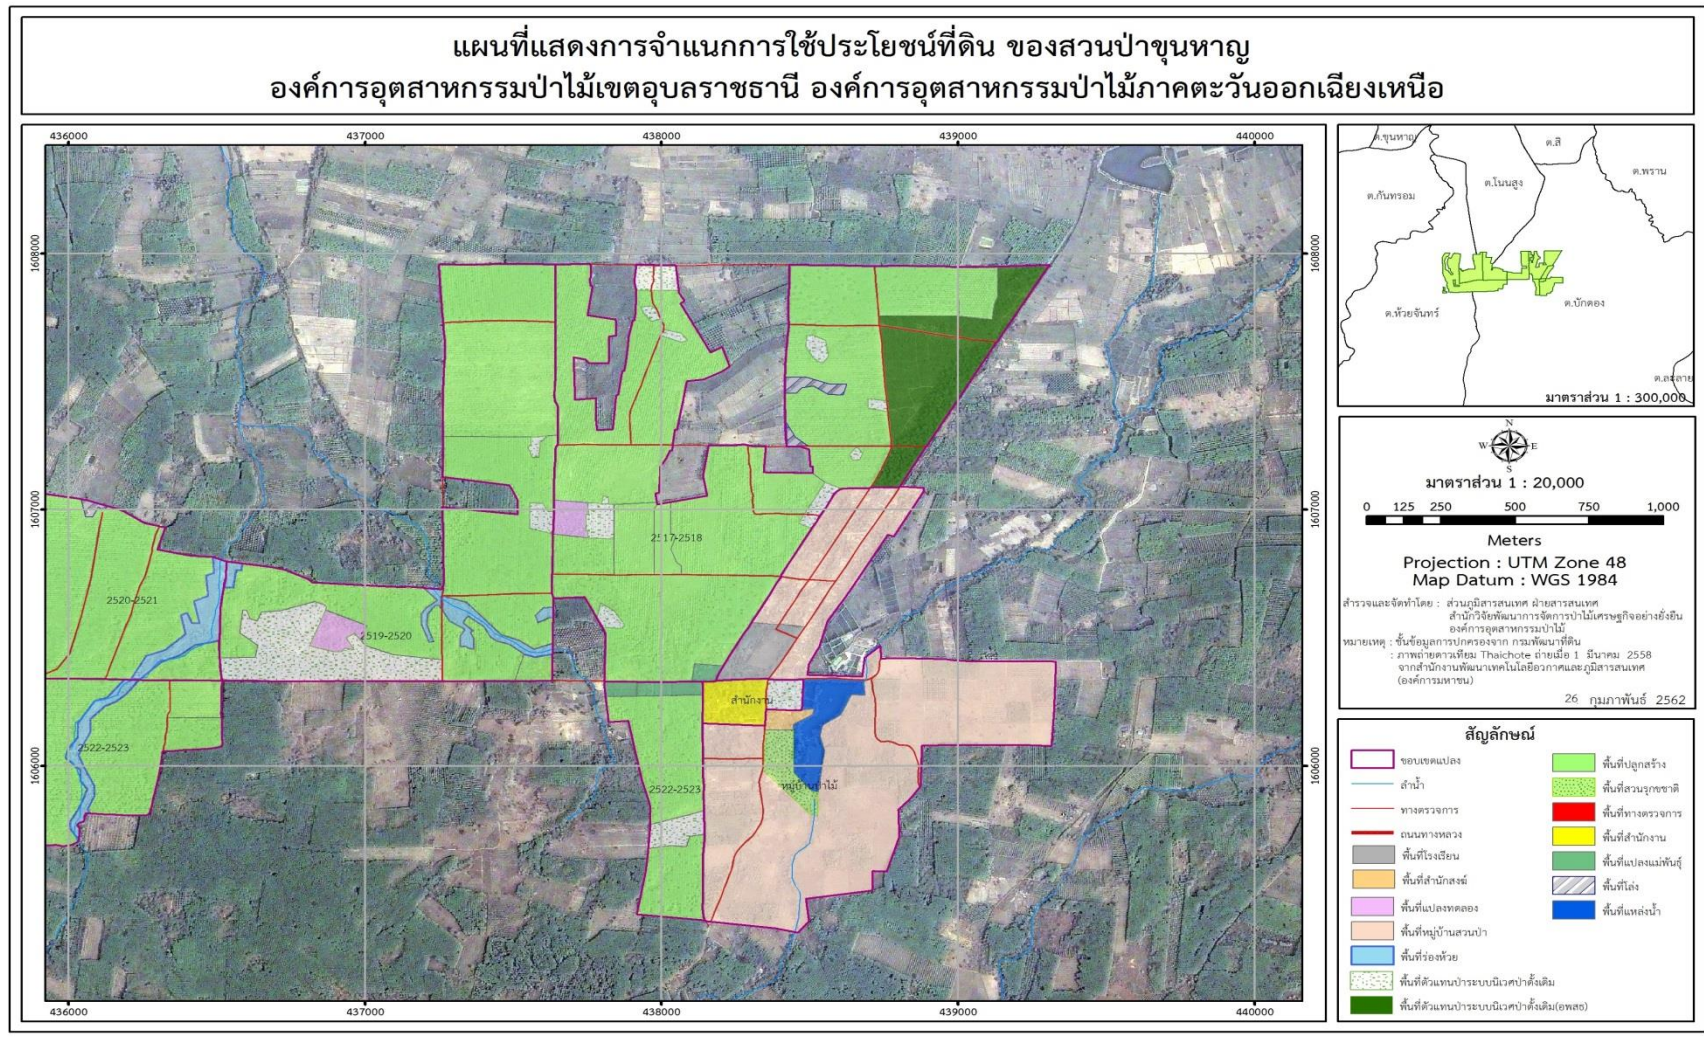 แผนที่แสดงการจำแนกการใช้ประโยชน์ที่ดิน ของสวนป่าขุนหาญ
องค์การอุตสาหกรรมป่าไม้เขตอุบลราชธานี องค์การอุตสาหกรรมป่าไม้ภาคตะวันออกเฉียงเหนือ
436000
437000
438000
439000
440000
1608000
1608000
1607000
1607000
1606000
1606000
2517-2518
2520-2521
2519-2520
2522-2523
สำนักงาน
2522-2523
หมู่บ้านป่าไม้
436000
437000
438000
439000
440000
ต.ขุนหาญ
ต.สิ
ต.พราน
ต.โนนสูง
ต.กันทรอม
ต.บักดอง
ต.ห้วยจันทร์
ต.ละลาย
มาตราส่วน 1 : 300,000
N
W
E
S
มาตราส่วน 1 : 20,000
0 125 250 500 750 1,000
Meters
Projection : UTM Zone 48
Map Datum : WGS 1984
สำรวจและจัดทำโดย : ส่วนภูมิสารสนเทศ ฝ่ายสารสนเทศ
สำนักวิจัยพัฒนาการจัดการป่าไม้เศรษฐกิจอย่างยั่งยืน
องค์การอุตสาหกรรมป่าไม้
หมายเหตุ : ชั้นข้อมูลการปกครองจาก กรมพัฒนาที่ดิน
: ภาพถ่ายดาวเทียม Thaichote ถ่ายเมื่อ 1 มีนาคม 2558
จากสำนักงานพัฒนาเทคโนโลยีอวกาศและภูมิสารสนเทศ
(องค์การมหาชน)
26 กุมภาพันธ์ 2562
สัญลักษณ์
ขอบเขตแปลง
ลำน้ำ
ทางตรวจการ
ถนนทางหลวง
พื้นที่โรงเรียน
พื้นที่สำนักสงฆ์
พื้นที่แปลงทดลอง
พื้นที่หมู่บ้านสวนป่า
พื้นที่ร่องห้วย
พื้นที่ตัวแทนป่าระบบนิเวศป่าดั้งเดิม
พื้นที่ตัวแทนป่าระบบนิเวศป่าดั้งเดิม(อพสธ)
พื้นที่ปลูกสร้าง
พื้นที่สวนรุกขชาติ
พื้นที่ทางตรวจการ
พื้นที่สำนักงาน
พื้นที่แปลงแม่พันธุ์
พื้นที่โล่ง
พื้นที่แหล่งน้ำ